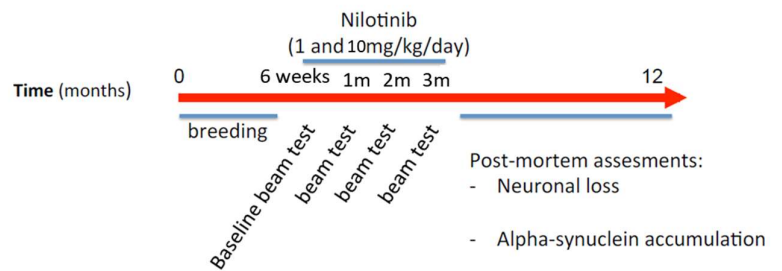 Nilotinib
(1 and 10mg/kg/day)
0 6 weeks 1m 2m 3m 12
Time (months)
breeding
Baseline beam test
beam test
beam test
beam test
Post-mortem assesments:
- Neuronal loss
- Alpha-synuclein accumulation